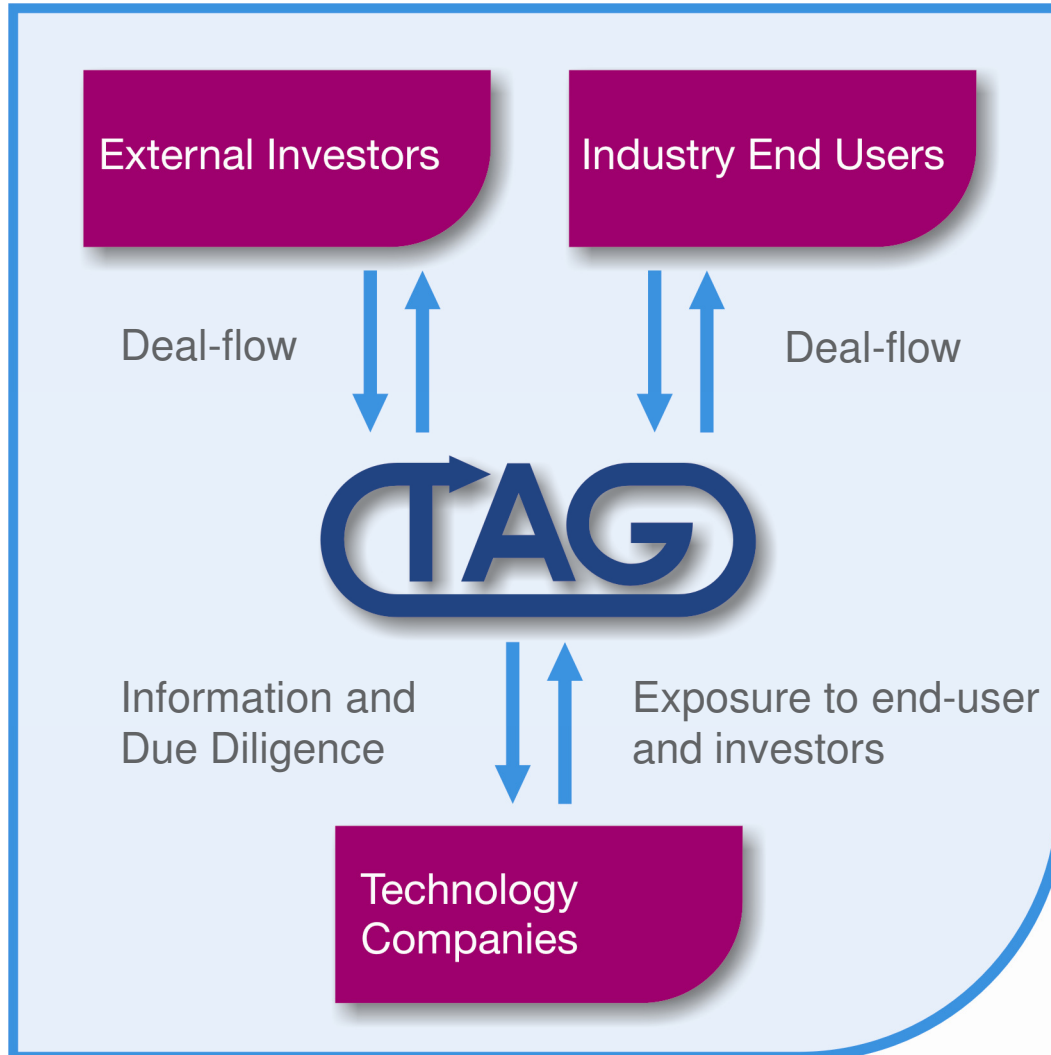 External Investors
Industry End Users
Deal-flow
Deal-flow
TAG
Information and
Due Diligence
Exposure to end-user
and investors
Technology
Companies